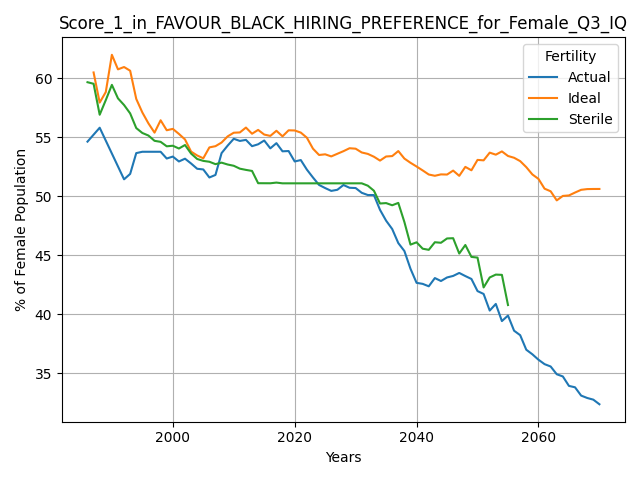 Score_1_in_FAVOUR_BLACK_HIRING_PREFERENCE_for_Female_Q3_IQ
Fertility
Actual
Ideal
Sterile
% of Female Population
60
55
50
45
40
35
2000
2020
2040
2060
Years